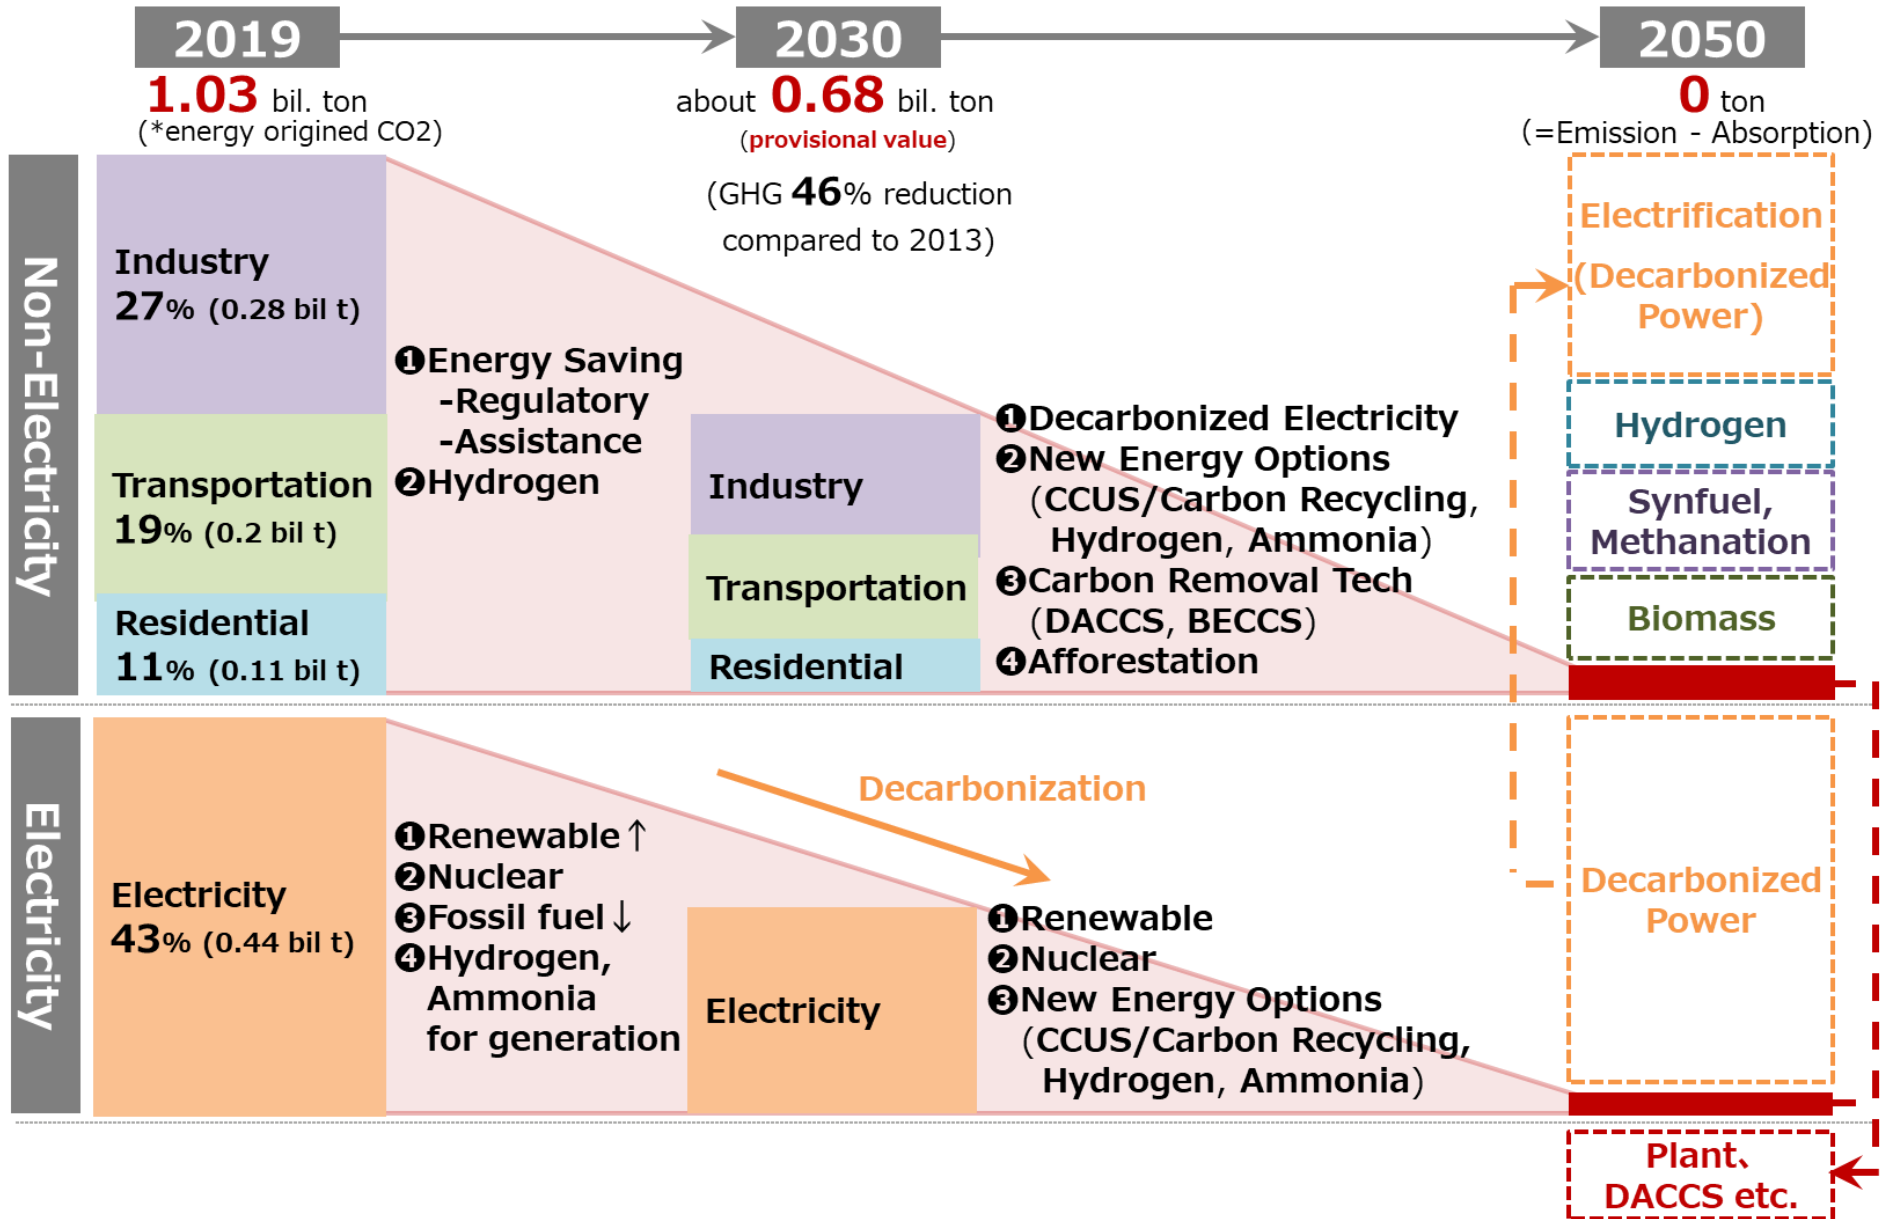 2019
2030
2050
1.03 bil. ton
(*energy origined CO2)
about 0.68 bil. ton
(provisional value)
(GHG 46% reduction
compared to 2013)
0 ton
(=Emission - Absorption)
Non-Electricity
Industry
27% (0.28 bil t)
Transportation
19% (0.2 bil t)
Residential
11% (0.11 bil t)
❶Energy Saving
-Regulatory
-Assistance
❷Hydrogen
Industry
Transportation
Residential
❶Decarbonized Electricity
❷New Energy Options
(CCUS/Carbon Recycling,
Hydrogen, Ammonia)
❸Carbon Removal Tech
(DACCS, BECCS)
❹Afforestation
Electrification
(Decarbonized
Power)
Hydrogen
Synfuel,
Methanation
Biomass
Electricity
Electricity
43% (0.44 bil t)
❶Renewable↑
❷Nuclear
❸Fossil fuel↓
❹Hydrogen,
Ammonia
for generation
Decarbonization
Electricity
❶Renewable
❷Nuclear
❸New Energy Options
(CCUS/Carbon Recycling,
Hydrogen, Ammonia)
Decarbonized
Power
Plant、
DACCS etc.